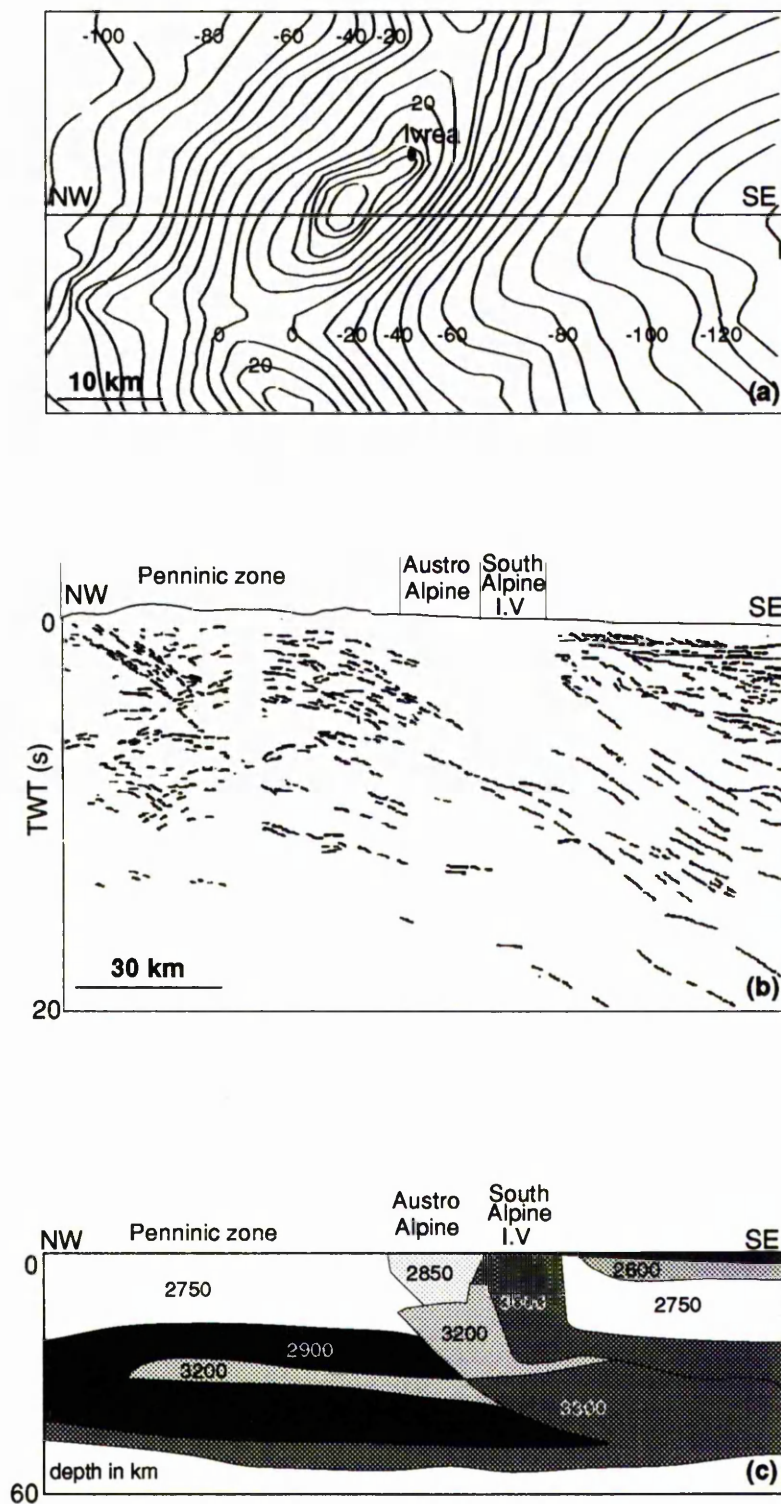 -100 -80 -60 -40 -20
20
Ivrea
NW SE
0 0 -20 -40 -60 -80 -100 -120
20
10 km (a)
Austro South
Penninic zone Alpine Alpine
NW I.V SE
0
TWT (s)
30 km (b)
20
South
Austro Alpine
NW Penninic zone Alpine I.V SE
0
2850 2600
2750 2750
2900 3200
3200
3300
depth in km (c)
60